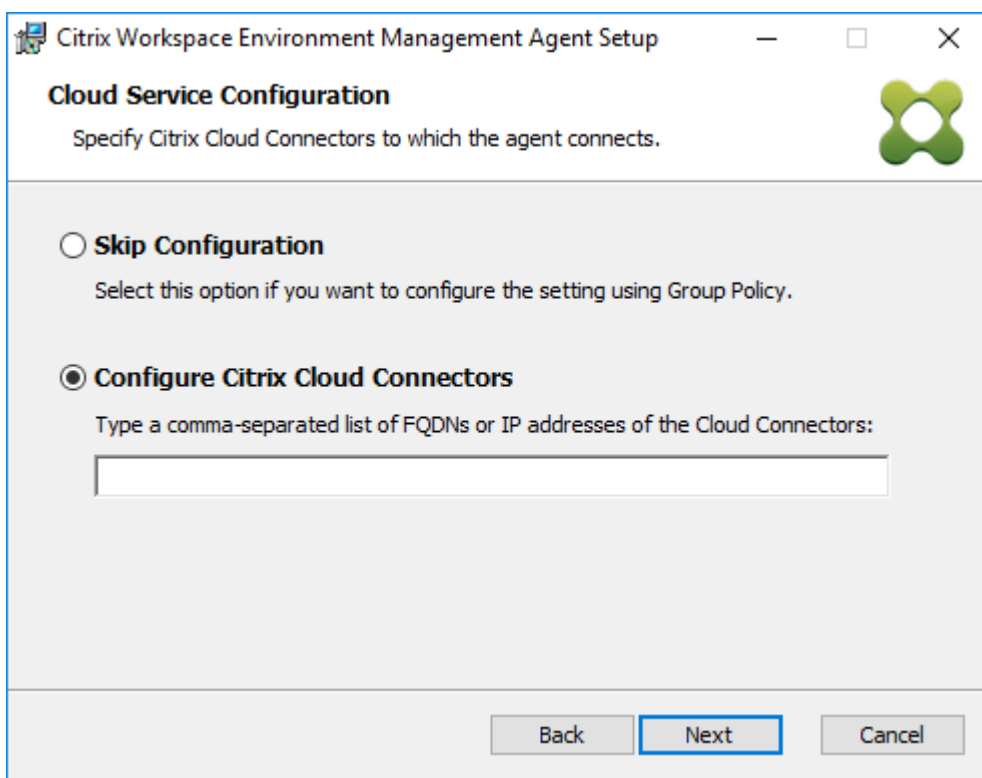 Citrix Workspace Environment Management Agent Setup
Cloud Service Configuration
Specify Citrix Cloud Connectors to which the agent connects.
Skip Configuration
Select this option if you want to configure the setting using Group Policy.
Configure Citrix Cloud Connectors
Type a comma-separated list of FQDNs or IP addresses of the Cloud Connectors:
Back Next Cancel